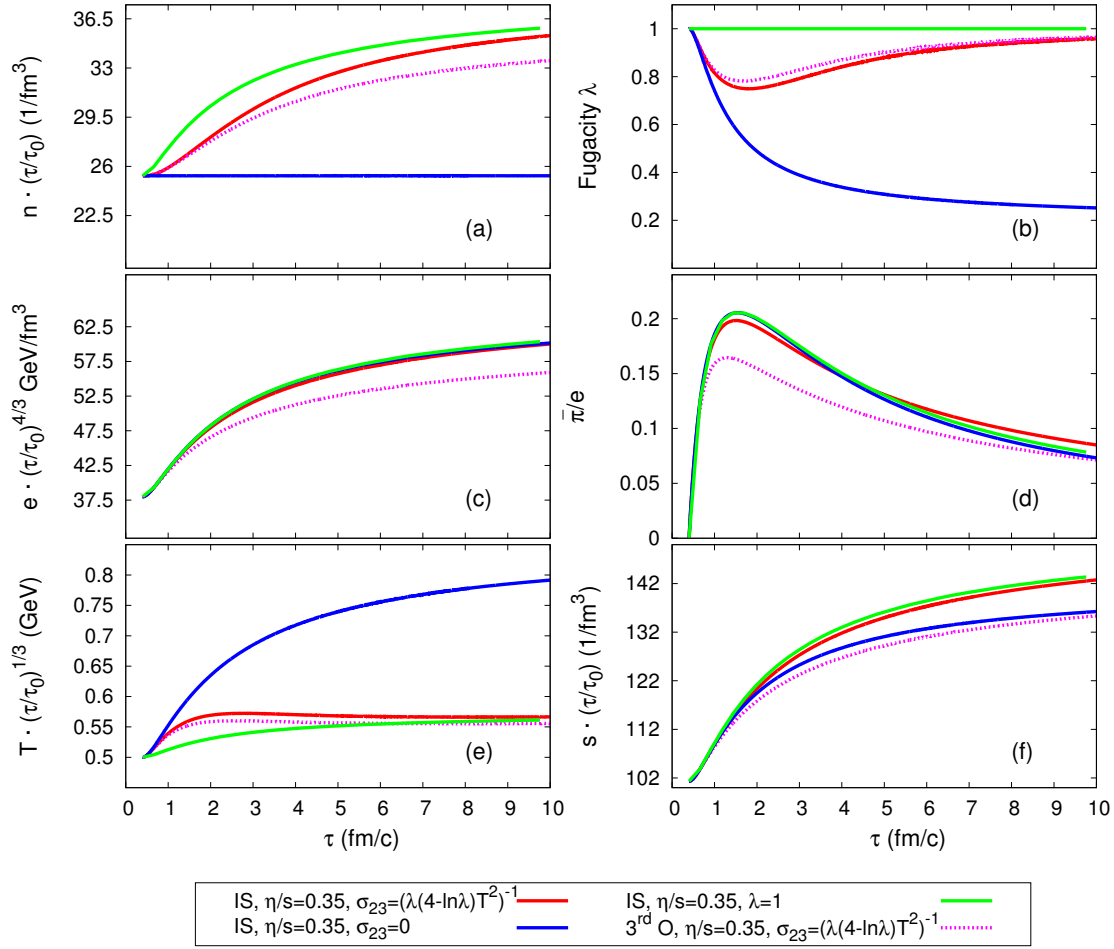 36.5
33
29.5
26
22.5
n · (τ/τ₀) (1/fm³)
(a)
1
0.8
0.6
0.4
0.2
Fugacity λ
(b)
62.5
57.5
52.5
47.5
42.5
37.5
e · (τ/τ₀)^4/3 GeV/fm³
(c)
0.2
0.15
0.1
0.05
0
π̄/e
(d)
0.8
0.75
0.7
0.65
0.6
0.55
0.5
T · (τ/τ₀)^1/3 (GeV)
(e)
0 1 2 3 4 5 6 7 8 9 10
τ (fm/c)
142
132
122
112
102
s · (τ/τ₀) (1/fm³)
(f)
0 1 2 3 4 5 6 7 8 9 10
τ (fm/c)
IS, η/s=0.35, σ₂₃=(λ(4-lnλ)T²)⁻¹
IS, η/s=0.35, λ=1
IS, η/s=0.35, σ₂₃=0
3ʳᵈ O, η/s=0.35, σ₂₃=(λ(4-lnλ)T²)⁻¹